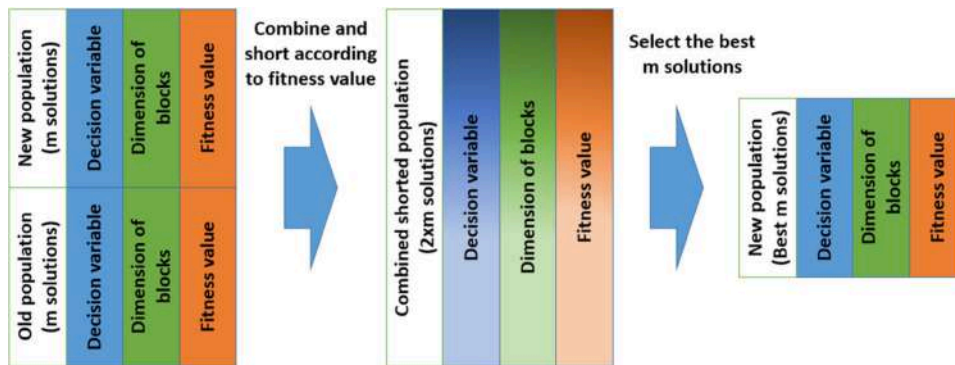 New population
(m solutions)
Decision variable
Dimension of
blocks
Fitness value
Old population
(m solutions)
Decision variable
Dimension of
blocks
Fitness value
Combine and
short according
to fitness value
Combined shorted population
(2xm solutions)
Decision variable
Dimension of blocks
Fitness value
Select the best
m solutions
New population
(Best m solutions)
Decision variable
Dimension of
blocks
Fitness value